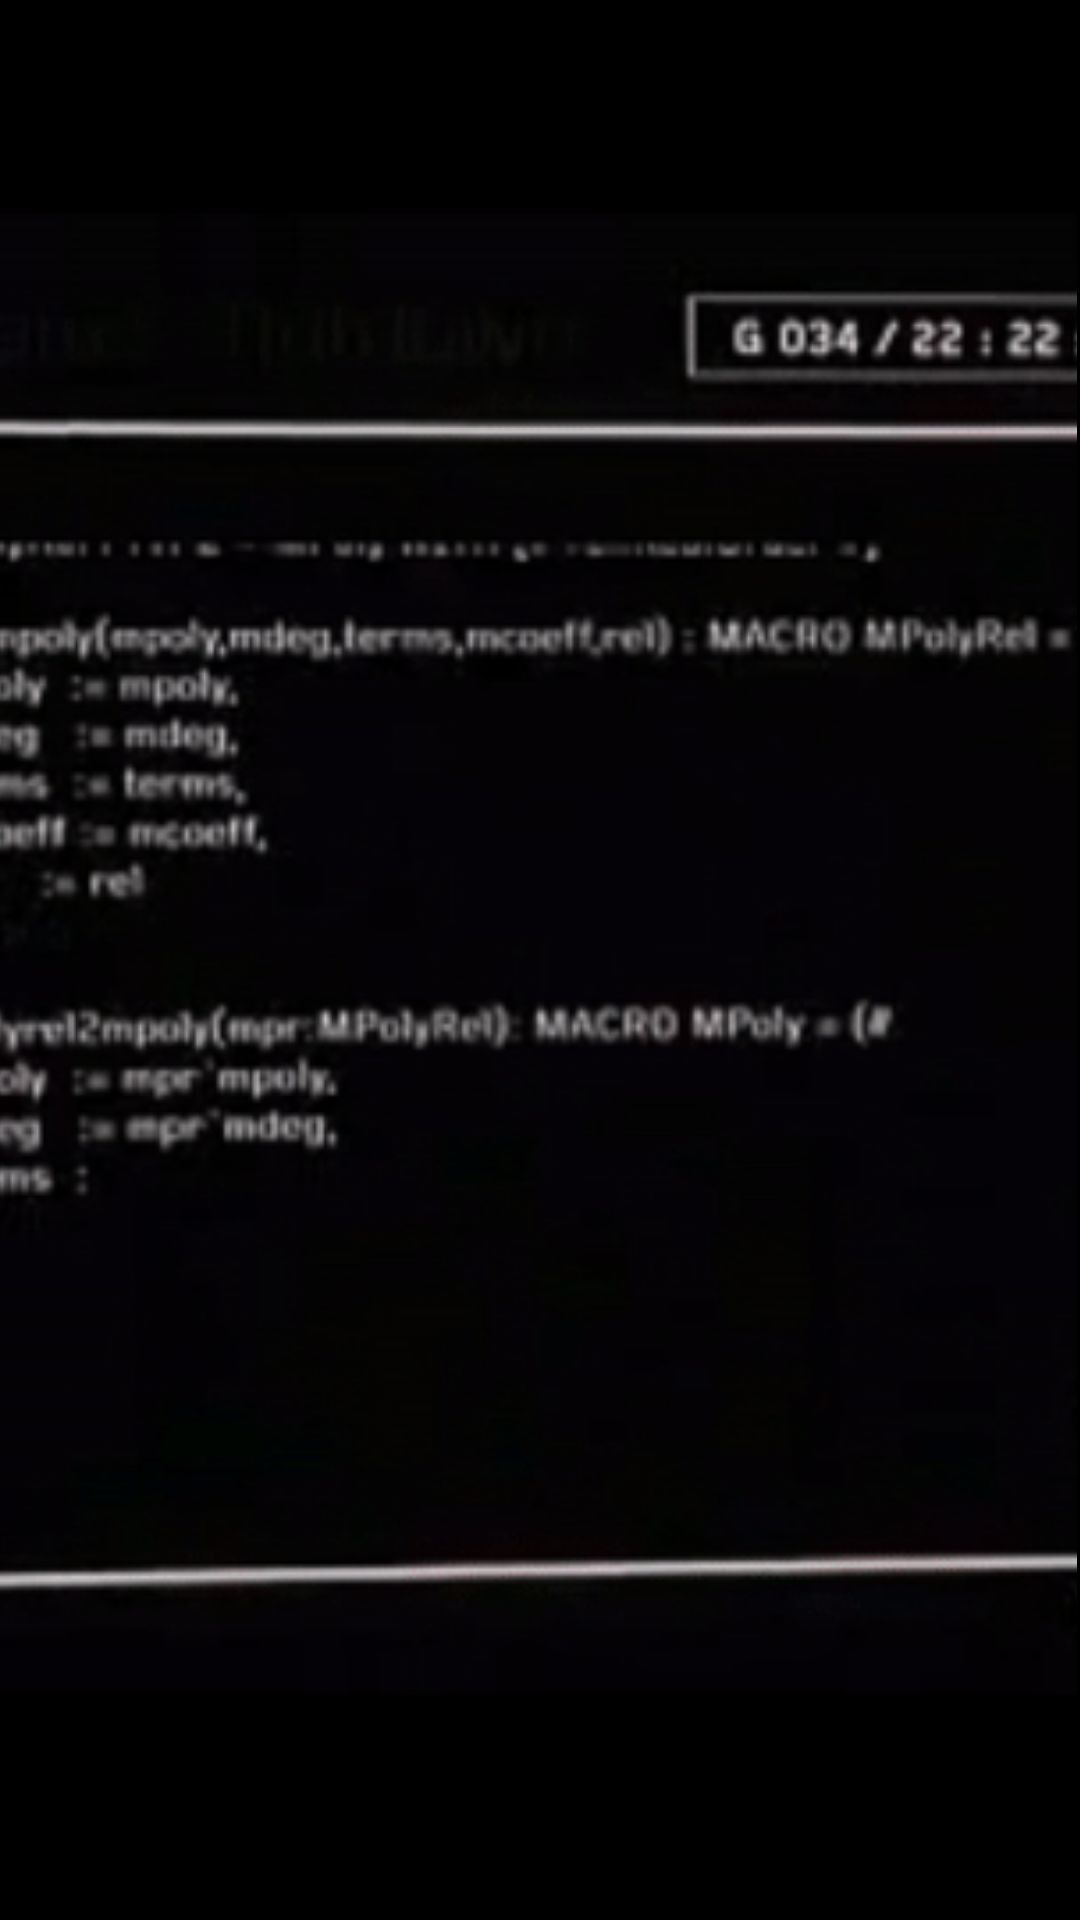 G 034 / 22 : 22 :
mpoly(mpoly,mdeg,terms,mcoeff,rel) : MACRO MPolyRel =
oly := mpoly,
eg := mdeg,
ms := terms,
oeff := mcoeff,
:= rel
lyrel2mpoly(mpr:MPolyRel): MACRO MPoly = (#
oly := mpr`mpoly,
eg := mpr`mdeg,
ms :